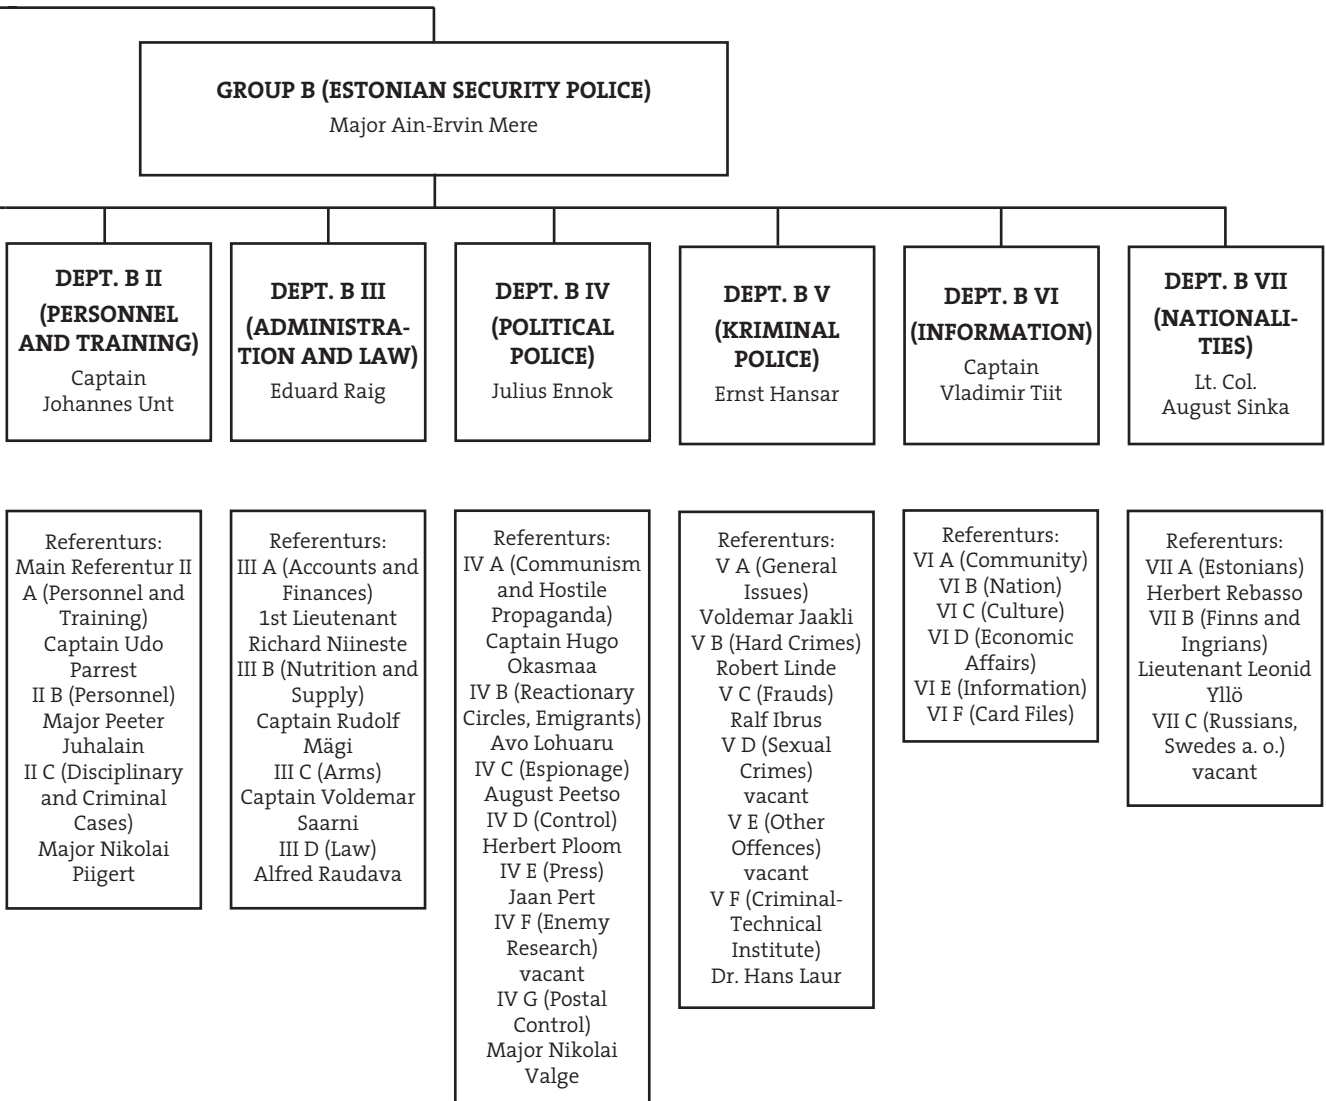 GROUP B (ESTONIAN SECURITY POLICE)
Major Ain-Ervin Mere
DEPT. B II
(PERSONNEL
AND TRAINING)
Captain
Johannes Unt
DEPT. B III
(ADMINISTRA-
TION AND LAW)
Eduard Raig
DEPT. B IV
(POLITICAL
POLICE)
Julius Ennok
DEPT. B V
(KRIMINAL
POLICE)
Ernst Hansar
DEPT. B VI
(INFORMATION)
Captain
Vladimir Tiit
DEPT. B VII
(NATIONALI-
TIES)
Lt. Col.
August Sinka
Referenturs:
Main Referentur II
A (Personnel and
Training)
Captain Udo
Parrest
II B (Personnel)
Major Peeter
Juhalain
II C (Disciplinary
and Criminal
Cases)
Major Nikolai
Piigert
Referenturs:
III A (Accounts and
Finances)
1st Lieutenant
Richard Niineste
III B (Nutrition and
Supply)
Captain Rudolf
Mägi
III C (Arms)
Captain Voldemar
Saarni
III D (Law)
Alfred Raudava
Referenturs:
IV A (Communism
and Hostile
Propaganda)
Captain Hugo
Okasmaa
IV B (Reactionary
Circles, Emigrants)
Avo Lohuaru
IV C (Espionage)
August Peetso
IV D (Control)
Herbert Ploom
IV E (Press)
Jaan Pert
IV F (Enemy
Research)
vacant
IV G (Postal
Control)
Major Nikolai
Valge
Referenturs:
V A (General
Issues)
Voldemar Jaakli
V B (Hard Crimes)
Robert Linde
V C (Frauds)
Ralf Ibrus
V D (Sexual
Crimes)
vacant
V E (Other
Offences)
vacant
V F (Criminal-
Technical
Institute)
Dr. Hans Laur
Referenturs:
VI A (Community)
VI B (Nation)
VI C (Culture)
VI D (Economic
Affairs)
VI E (Information)
VI F (Card Files)
Referenturs:
VII A (Estonians)
Herbert Rebasso
VII B (Finns and
Ingrians)
Lieutenant Leonid
Yllö
VII C (Russians,
Swedes a. o.)
vacant